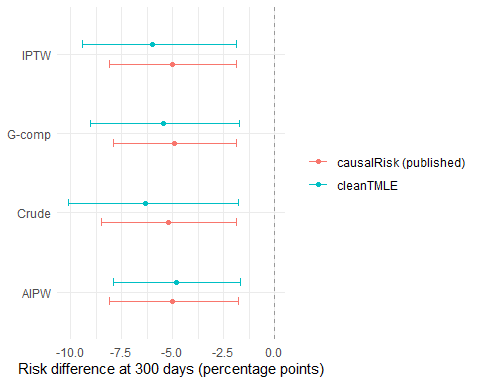 IPTW
G-comp
Crude
AIPW
causalRisk (published)
cleanTMLE
-10.0 -7.5 -5.0 -2.5 0.0
Risk difference at 300 days (percentage points)